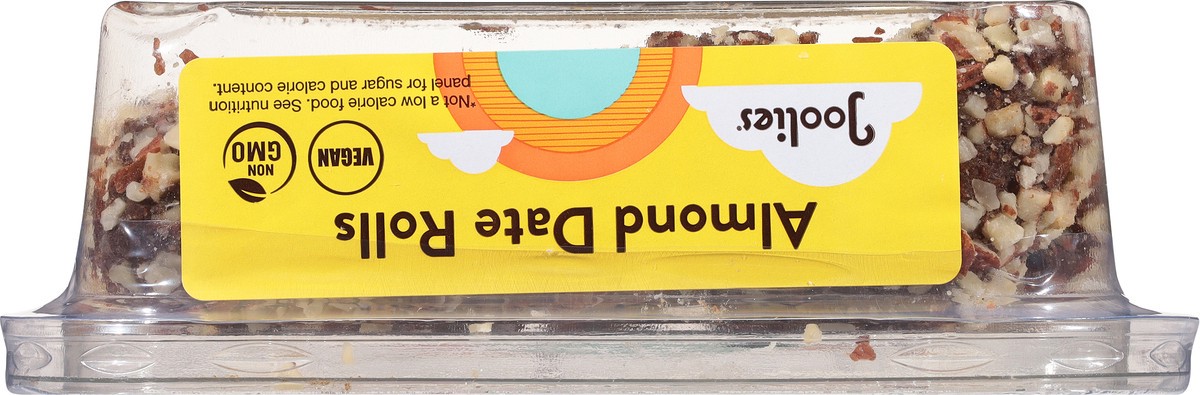 Joolies®
Almond Date Rolls
VEGAN
NON
GMO
*Not a low calorie food. See nutrition
panel for sugar and calorie content.